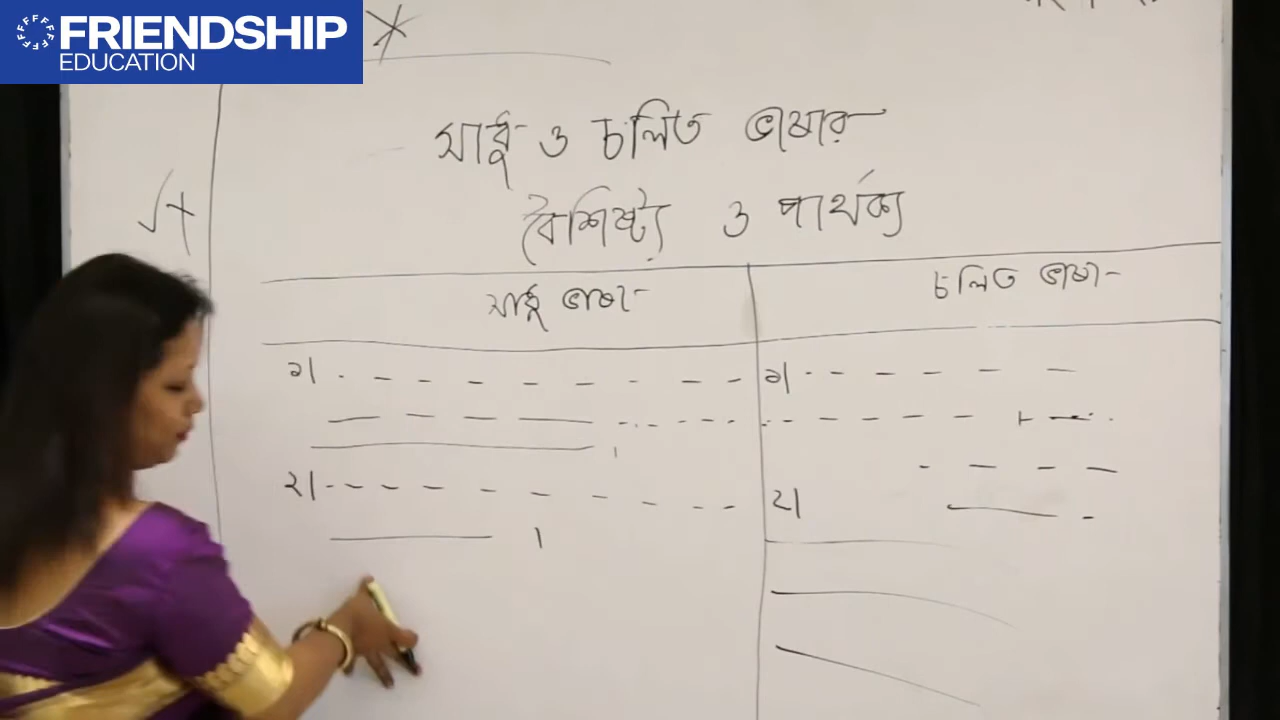 FRIENDSHIP
EDUCATION
সাধু ও চলিত ভাষার
বৈশিষ্ট্য ও পার্থক্য
সাধু ভাষা
চলিত ভাষা
১।
১।
২।
২।